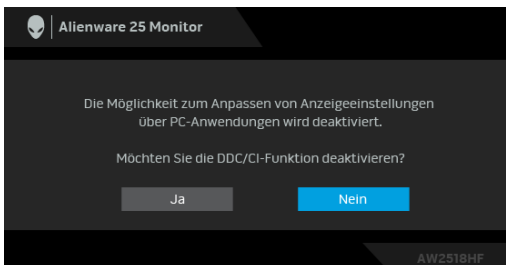 Alienware 25 Monitor
Die Möglichkeit zum Anpassen von Anzeigeeinstellungen
über PC-Anwendungen wird deaktiviert.
Möchten Sie die DDC/CI-Funktion deaktivieren?
Ja
Nein
AW2518HF